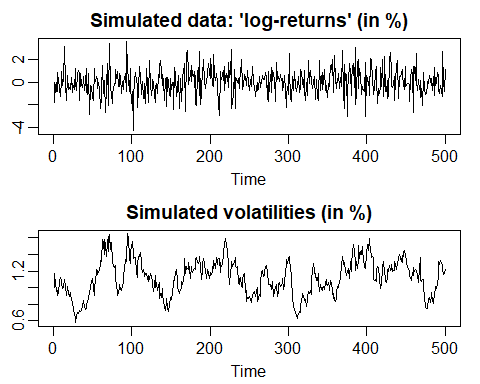 Simulated data: 'log-returns' (in %)
2
0
-4
0 100 200 300 400 500
Time
Simulated volatilities (in %)
1.2
0.6
0 100 200 300 400 500
Time